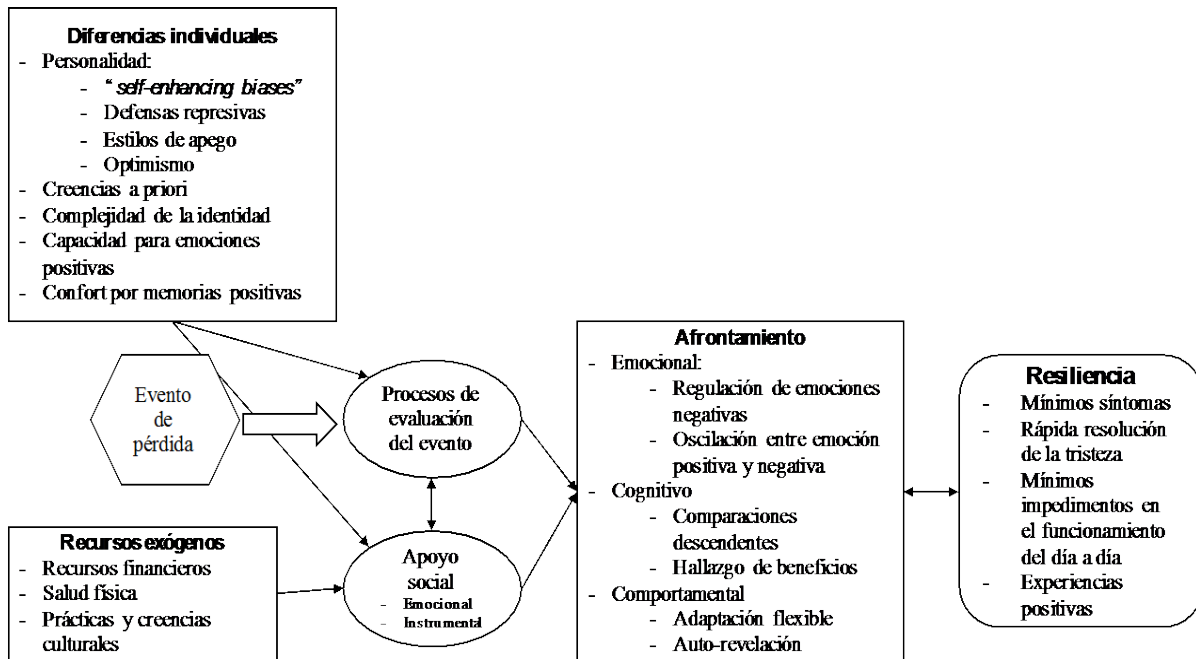 Diferencias individuales
- Personalidad:
- “ self-enhancing biases”
- Defensas represivas
- Estilos de apego
- Optimismo
- Creencias a priori
- Complejidad de la identidad
- Capacidad para emociones
positivas
- Confort por memorias positivas
Evento
de
pérdida
Procesos de
evaluación
del evento
Recursos exógenos
- Recursos financieros
- Salud física
- Prácticas y creencias
culturales
Apoyo
social
- Emocional
- Instrumental
Afrontamiento
- Emocional:
- Regulación de emociones
negativas
- Oscilación entre emoción
positiva y negativa
- Cognitivo
- Comparaciones
descendentes
- Hallazgo de beneficios
- Comportamental
- Adaptación flexible
- Auto-revelación
Resiliencia
- Mínimos síntomas
- Rápida resolución
de la tristeza
- Mínimos
impedimentos en
el funcionamiento
del día a día
- Experiencias
positivas